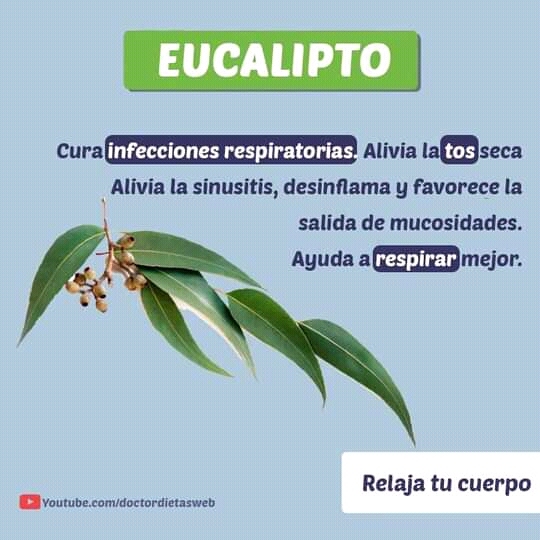 EUCALIPTO
Cura infecciones respiratorias. Alivia la tos seca
Alivia la sinusitis, desinflama y favorece la
salida de mucosidades.
Ayuda a respirar mejor.
Relaja tu cuerpo
Youtube.com/doctordietasweb